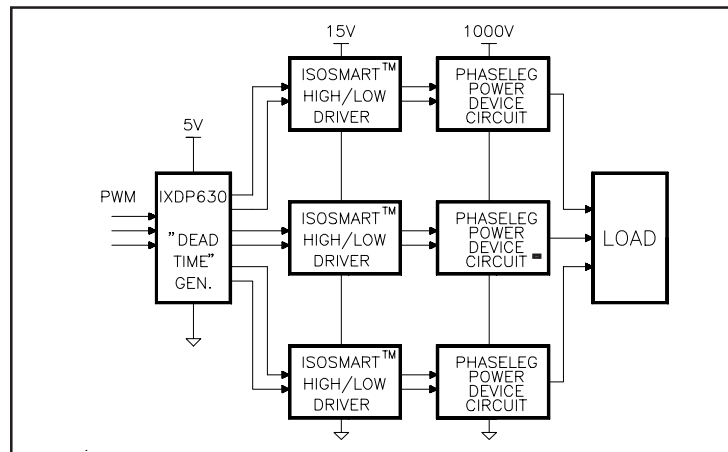 15V
1000V
ISOSMART™
HIGH/LOW
DRIVER
PHASELEG
POWER
DEVICE
CIRCUIT
5V
PWM
IXDP630
"DEAD
TIME"
GEN.
ISOSMART™
HIGH/LOW
DRIVER
PHASELEG
POWER
DEVICE
CIRCUIT
LOAD
ISOSMART™
HIGH/LOW
DRIVER
PHASELEG
POWER
DEVICE
CIRCUIT